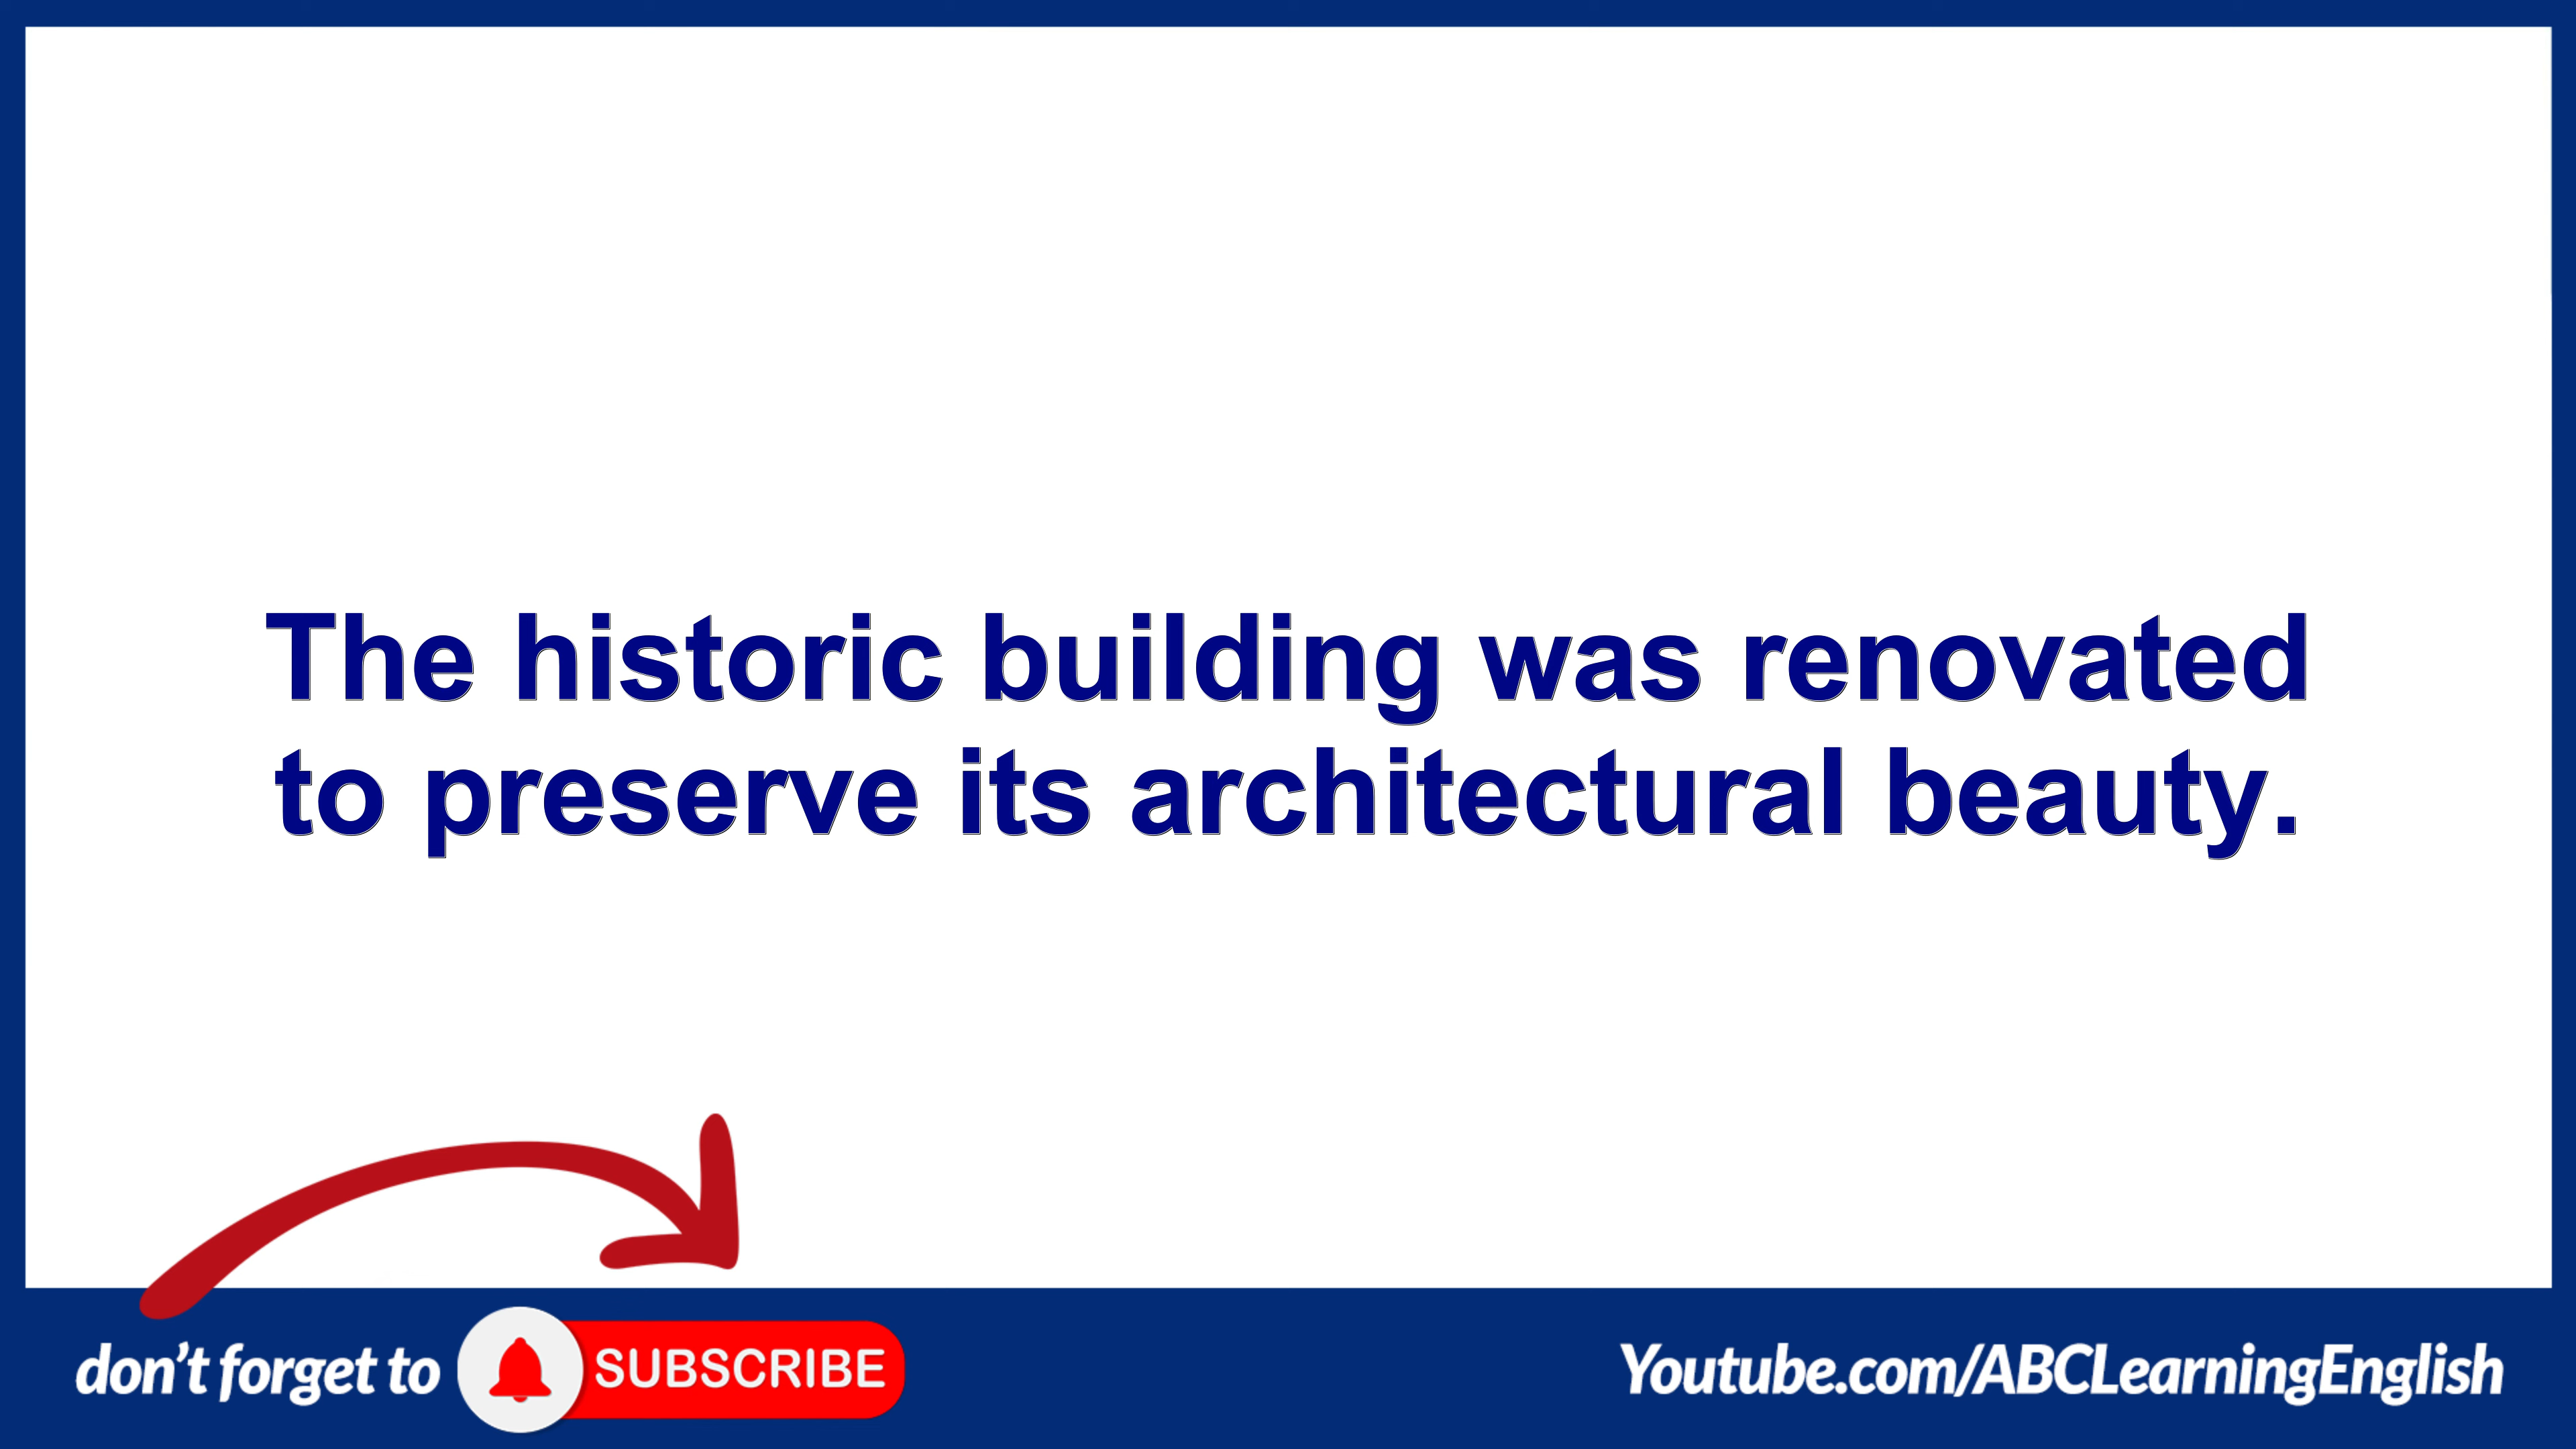 The historic building was renovated
to preserve its architectural beauty.
don't forget to SUBSCRIBE
Youtube.com/ABCLearningEnglish